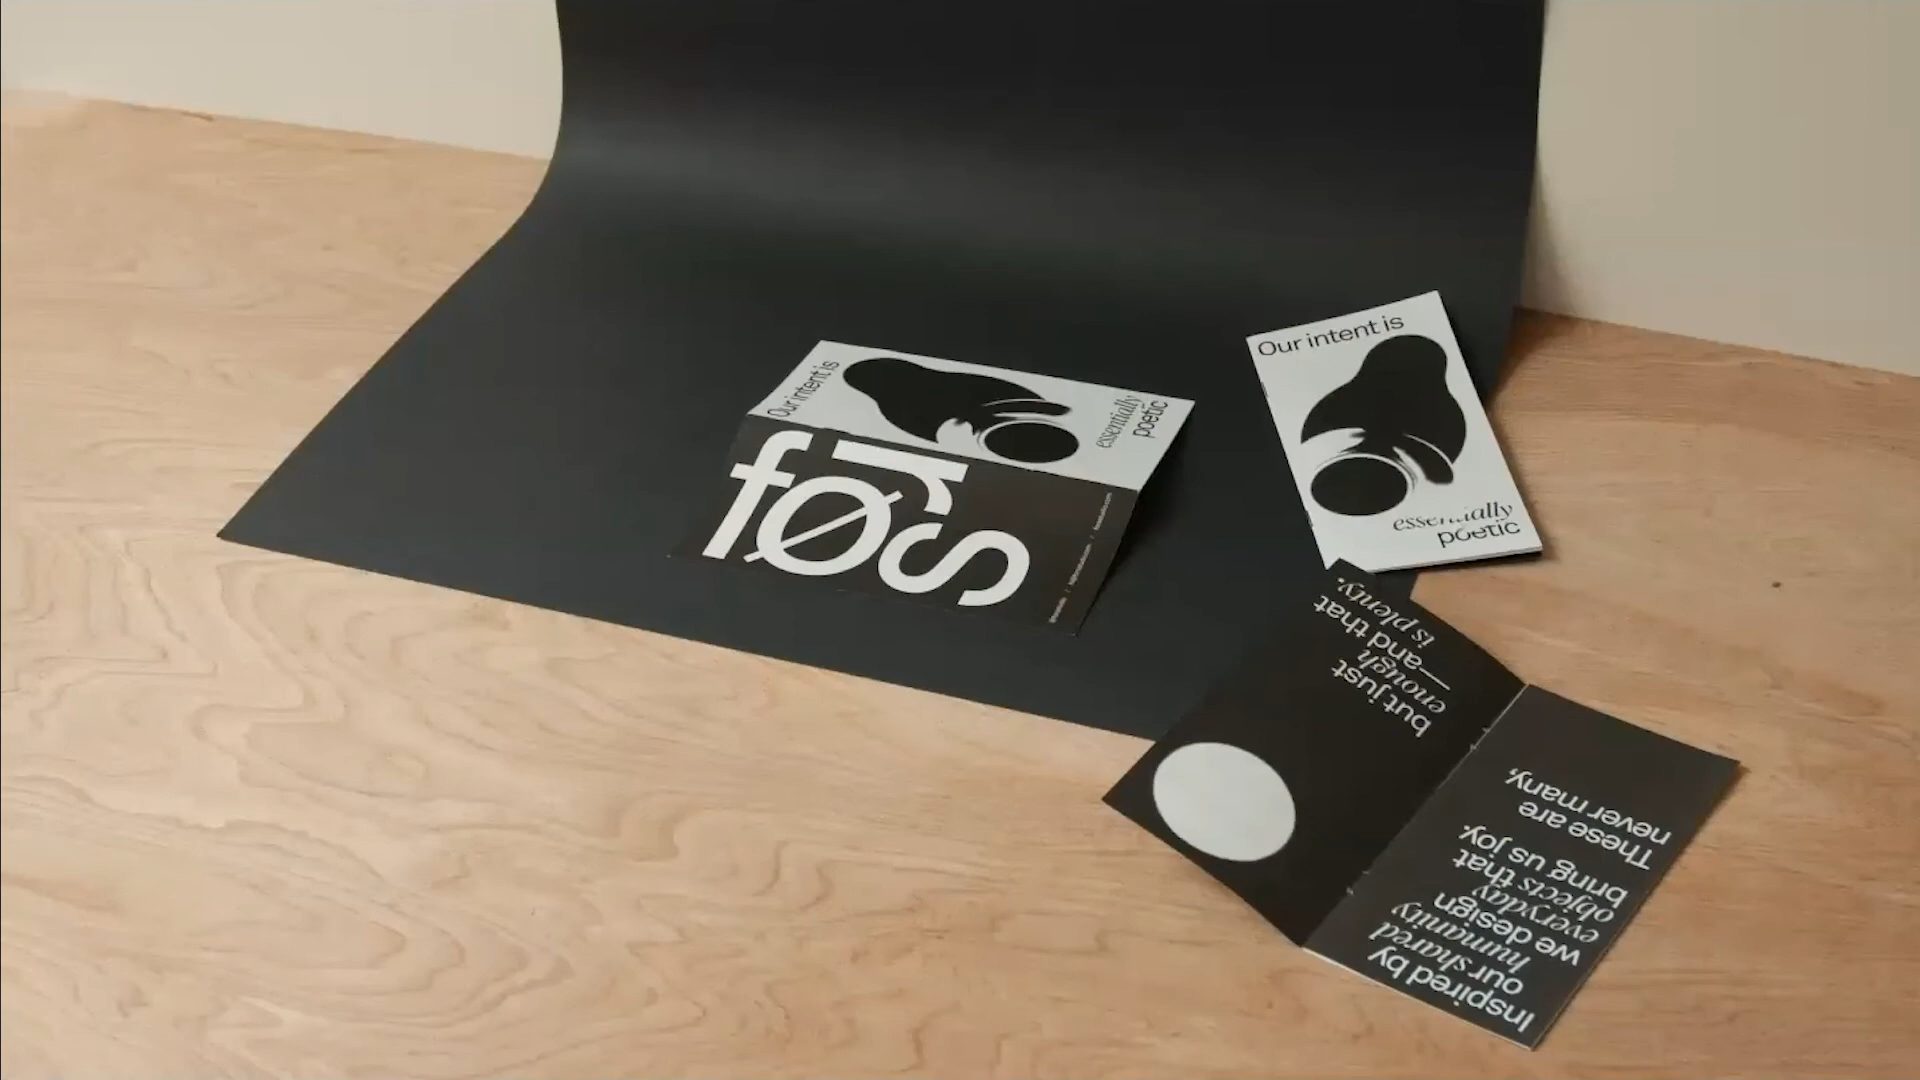 Our intent is
essentially
poetic
førs
Our intent is
essentially
poetic
Inspired by
our shared
humanity
we design
everyday
objects that
bring us joy.
These are
never many,
but just
enough
—and that
is plenty.